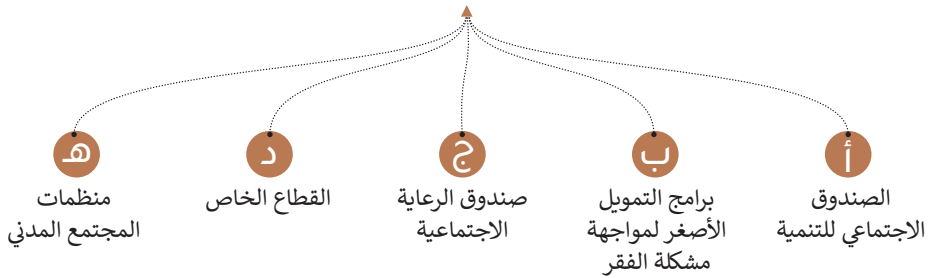 أ
الصندوق
الاجتماعي للتنمية
ب
برامج التمويل
الأصغر لمواجهة
مشكلة الفقر
ج
صندوق الرعاية
الاجتماعية
د
القطاع الخاص
هـ
منظمات
المجتمع المدني